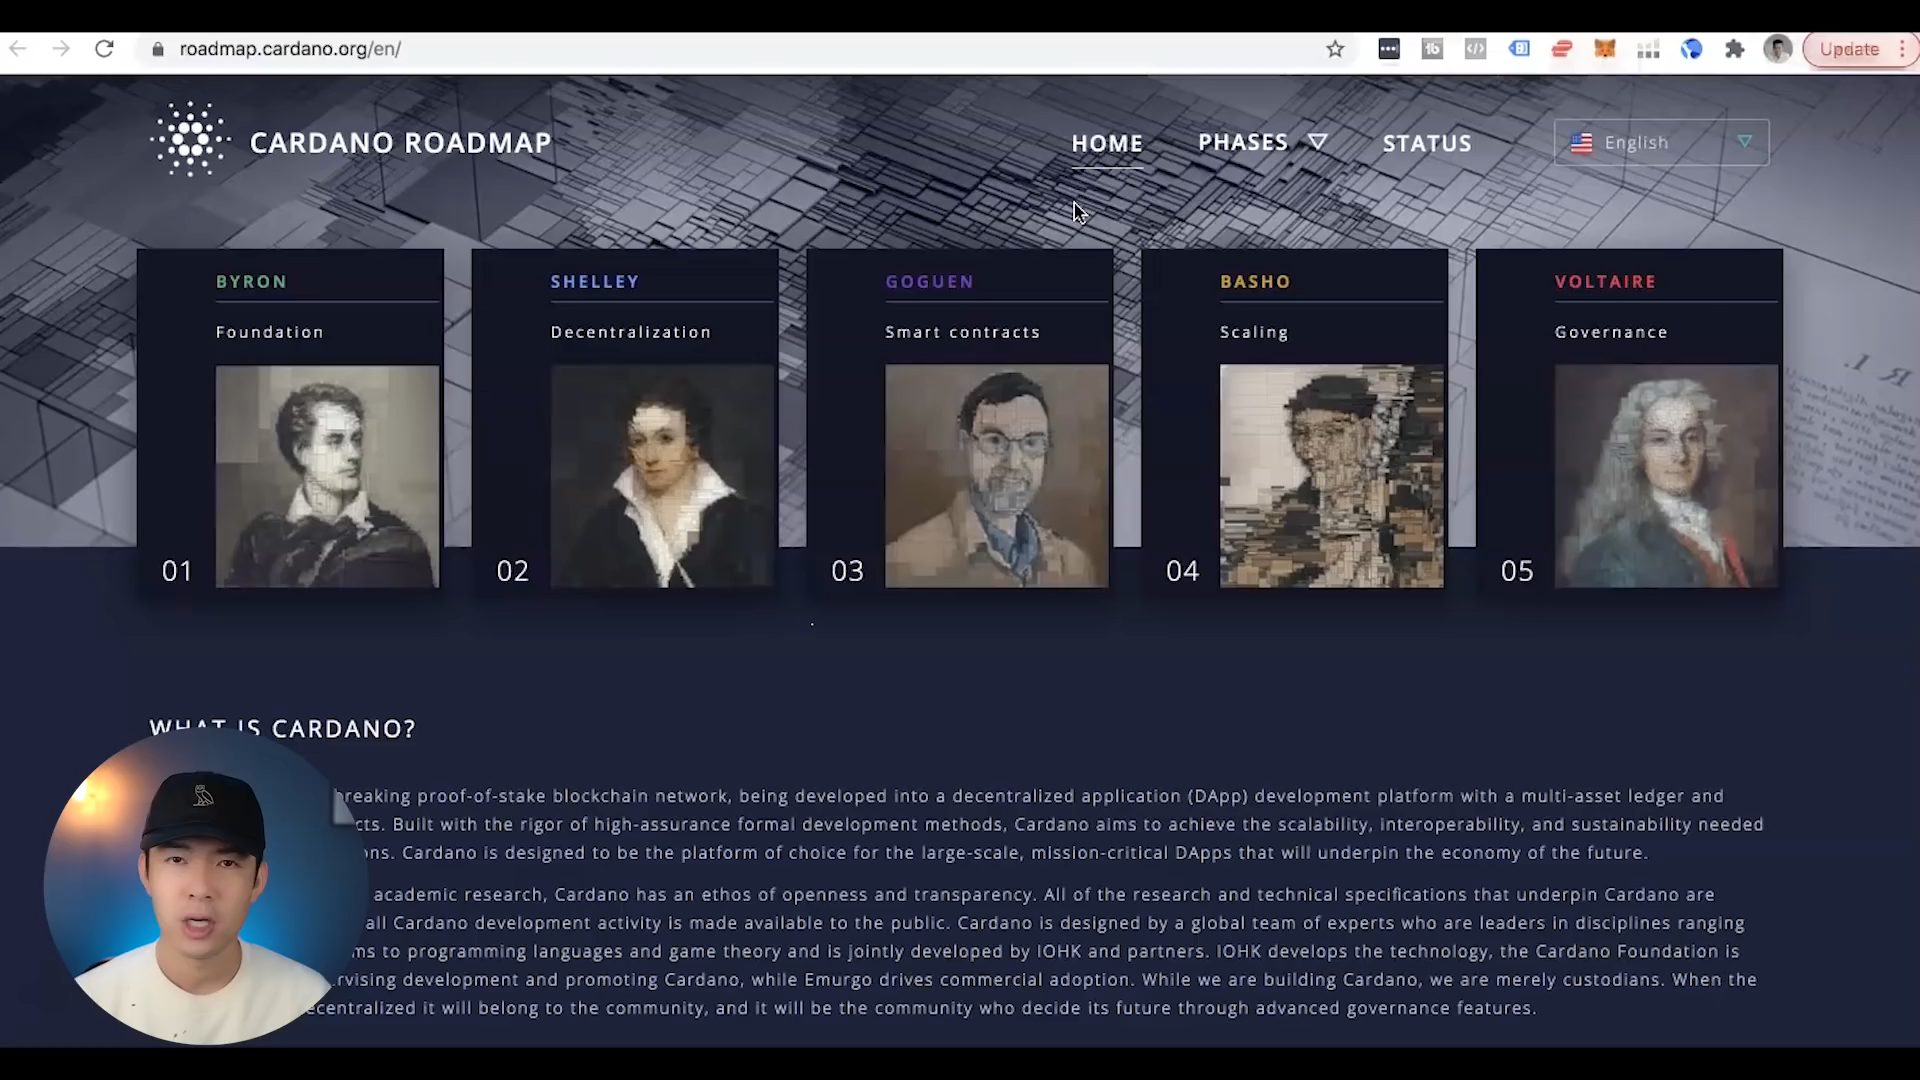 roadmap.cardano.org/en/
Update
CARDANO ROADMAP
HOME
PHASES
STATUS
English
BYRON
SHELLEY
GOGUEN
BASHO
VOLTAIRE
Foundation
Decentralization
Smart contracts
Scaling
Governance
01
02
03
04
05
WHAT IS CARDANO?
breaking proof-of-stake blockchain network, being developed into a decentralized application (DApp) development platform with a multi-asset ledger and
cts. Built with the rigor of high-assurance formal development methods, Cardano aims to achieve the scalability, interoperability, and sustainability needed
ons. Cardano is designed to be the platform of choice for the large-scale, mission-critical DApps that will underpin the economy of the future.
academic research, Cardano has an ethos of openness and transparency. All of the research and technical specifications that underpin Cardano are
all Cardano development activity is made available to the public. Cardano is designed by a global team of experts who are leaders in disciplines ranging
ms to programming languages and game theory and is jointly developed by IOHK and partners. IOHK develops the technology, the Cardano Foundation is
rvising development and promoting Cardano, while Emurgo drives commercial adoption. While we are building Cardano, we are merely custodians. When the
ecentralized it will belong to the community, and it will be the community who decide its future through advanced governance features.